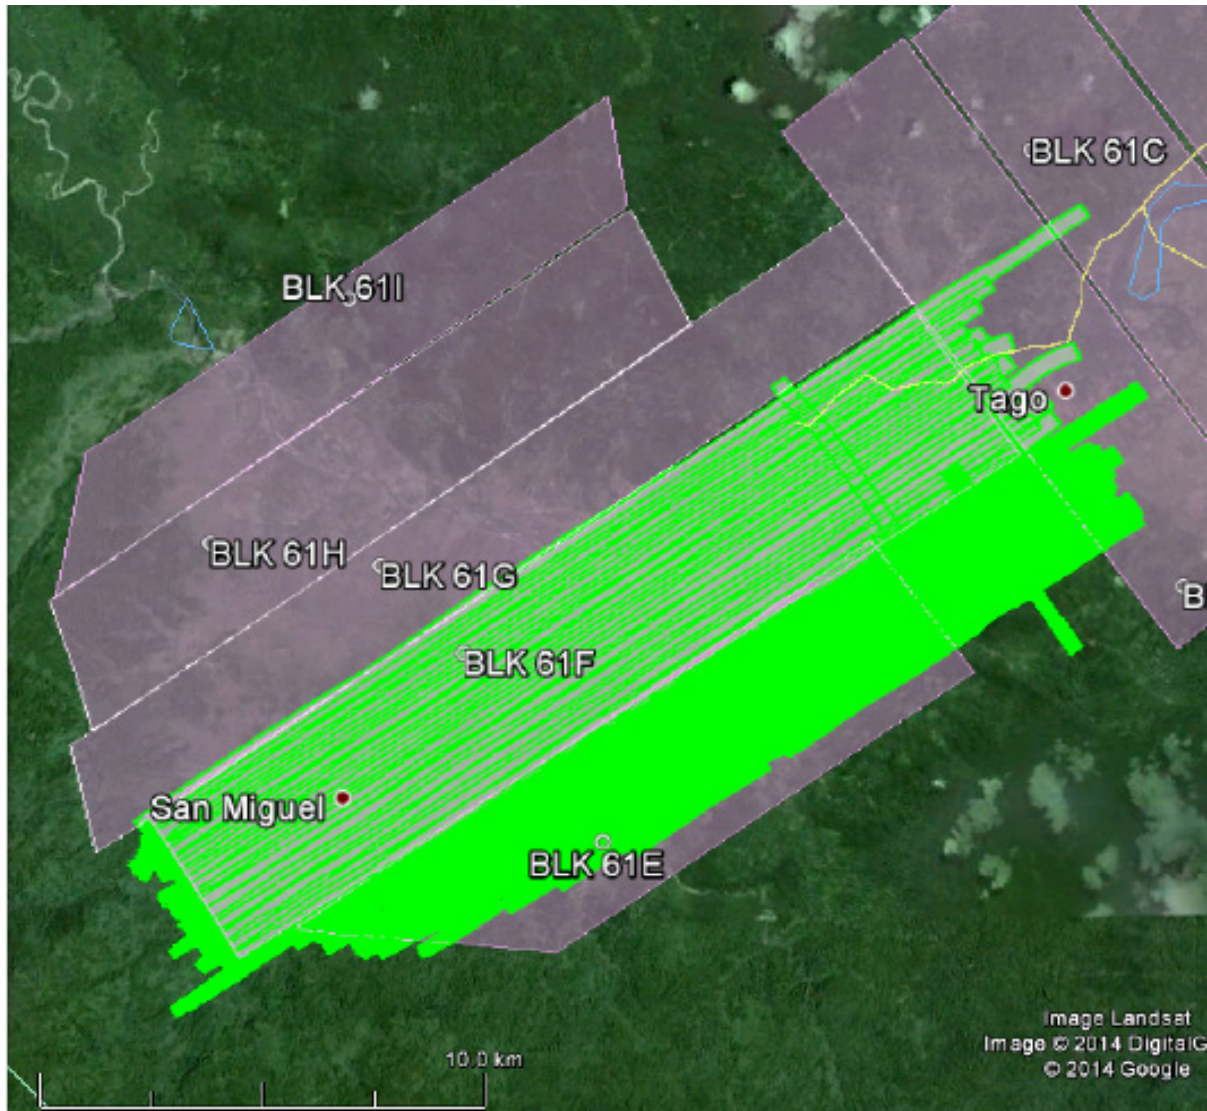 BLK 61C
BLK 61I
Tago
BLK 61H
BLK 61G
B
BLK 61F
San Miguel
BLK 61E
Image Landsat
10.0 km
Image © 2014 DigitalG
© 2014 Google